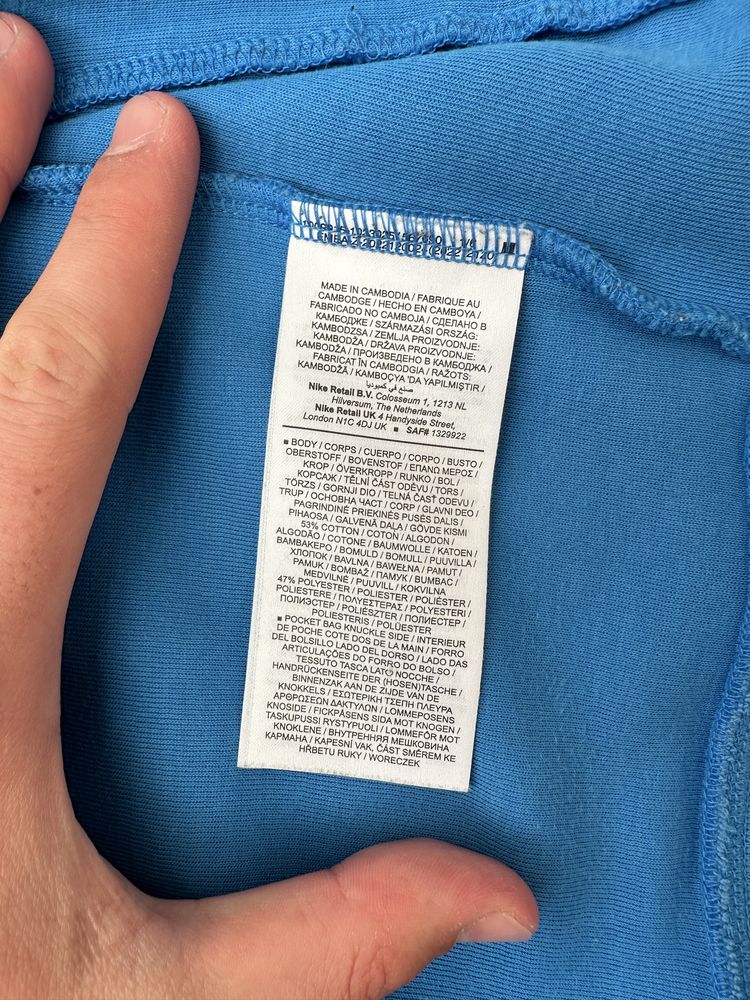 MADE IN CAMBODIA / FABRIQUE AU
CAMBODGE / HECHO EN CAMBOYA /
FABRICADO NO CAMBOJA / СДЕЛАНО В
КАМБОДЖЕ / SZÁRMAZÁSI ORSZÁG:
KAMBODZSA / ZEMLJA PROIZVODNJE:
KAMBODŽA / DRŽAVA PROIZVODNJE:
KAMBODŽA / ПРОИЗВЕДЕНО В КАМБОДЖА /
FABRICAT ÎN CAMBODGIA / RAŽOTS:
KAMBODŽĀ / KAMBOÇYA 'DA YAPILMIŞTIR /
صنع في كمبوديا
Nike Retail B.V. Colosseum 1, 1213 NL
Hilversum, The Netherlands
Nike Retail UK 4 Handyside Street,
London N1C 4DJ UK ■ SAF# 1329922
■ BODY / CORPS / CUERPO / CORPO / BUSTO /
OBERSTOFF / BOVENSTOF / ΕΠΑΝΩ ΜΕΡΟΣ /
KROP / ÖVERKROPP / RUNKO / BOL /
КОРСАЖ / TĚLNÍ ČÁST ODĚVU / TORS /
TÖRZS / GORNJI DIO / TELNÁ ČASŤ ODEVU /
TRUP / ОСНОВНА ЧАСТ / CORP / GLAVNI DEO /
PAGRINDINĖ PRIEKINĖS PUSĖS DALIS /
PIHAOSA / GALVENĀ DAĻA / GÖVDE KISMI
53% COTTON / COTON / ALGODON /
ALGODÃO / COTONE / BAUMWOLLE / KATOEN /
ΒΑΜΒΑΚΕΡΟ / BOMULD / BOMULL / PUUVILLA /
ХЛОПОК / BAVLNA / BAWEŁNA / PAMUT /
PAMUK / BOMBAŽ / ПАМУК / BUMBAC /
MEDVILNĖ / PUUVILL / KOKVILNA
47% POLYESTER / POLIESTER / POLIÉSTER /
POLIESTERE / ΠΟΛΥΕΣΤΕΡΑΣ / POLYESTERI /
ПОЛИЭСТЕР / POLIÉSZTER / ПОЛИЕСТЕР /
POLIESTERIS / POLÜESTER
■ POCKET BAG KNUCKLE SIDE / INTERIEUR
DE POCHE COTE DOS DE LA MAIN / FORRO
DEL BOLSILLO LADO DEL DORSO / LADO DAS
ARTICULAÇÕES DO FORRO DO BOLSO /
TESSUTO TASCA LATO NOCCHE /
HANDRÜCKENSEITE DER (HOSEN)TASCHE /
BINNENZAK AAN DE ZIJDE VAN DE
KNOKKELS / ΕΣΩΤΕΡΙΚΗ ΤΣΕΠΗ ΠΛΕΥΡΑ
ΑΡΘΡΩΣΕΩΝ ΔΑΚΤΥΛΩΝ / LOMMEPOSENS
KNOSIDE / FICKPÅSENS SIDA MOT KNOGEN /
TASKUPUSSI RYSTYPUOLI / LOMMEFÔR MOT
KNOKLENE / ВНУТРЕННЯЯ МЕШКОВИНА
КАРМАНА / KAPESNÍ VAK, ČÁST SMĚREM KE
HŘBETU RUKY / WORECZEK